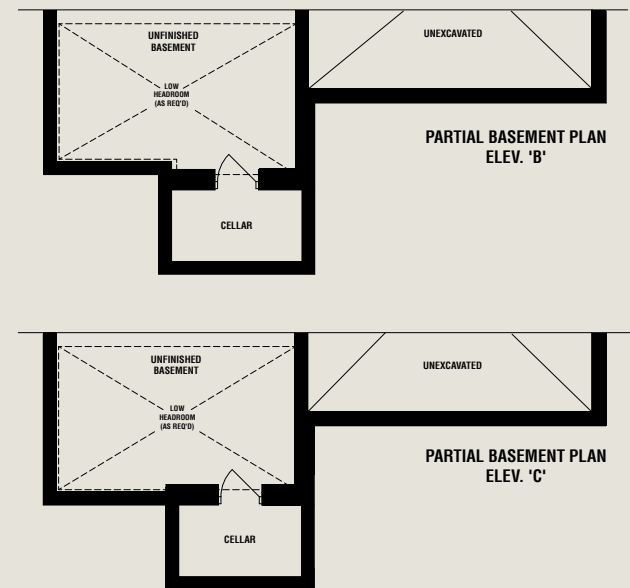 UNFINISHED
BASEMENT
UNEXCAVATED
LOW
HEADROOM
(AS REQ'D)
PARTIAL BASEMENT PLAN
ELEV. 'B'
CELLAR
UNFINISHED
BASEMENT
UNEXCAVATED
LOW
HEADROOM
(AS REQ'D)
PARTIAL BASEMENT PLAN
ELEV. 'C'
CELLAR